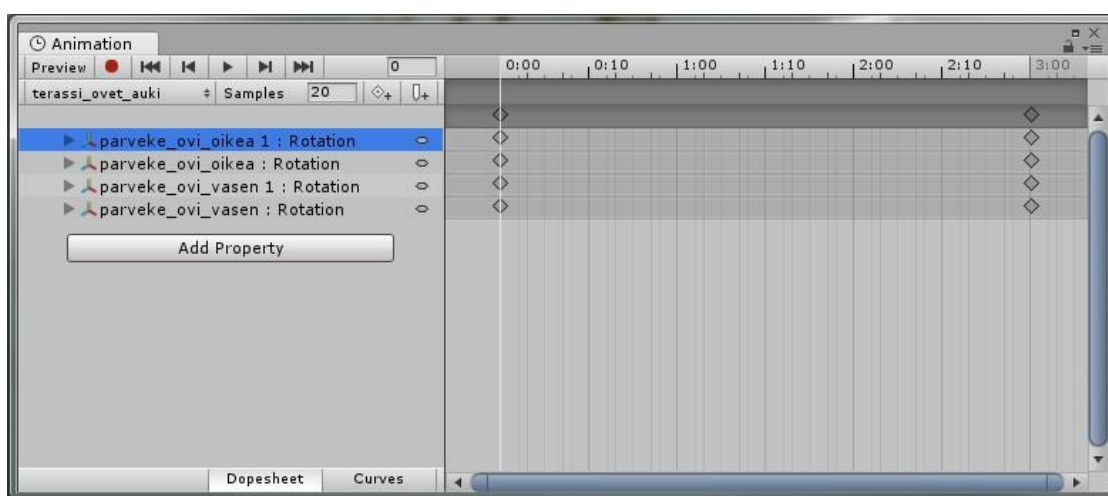 Animation
Preview 0 0:00 0:10 1:00 1:10 2:00 2:10 3:00
terassi_ovet_auki Samples 20
parveke_ovi_oikea 1 : Rotation
parveke_ovi_oikea : Rotation
parveke_ovi_vasen 1 : Rotation
parveke_ovi_vasen : Rotation
Add Property
Dopesheet Curves